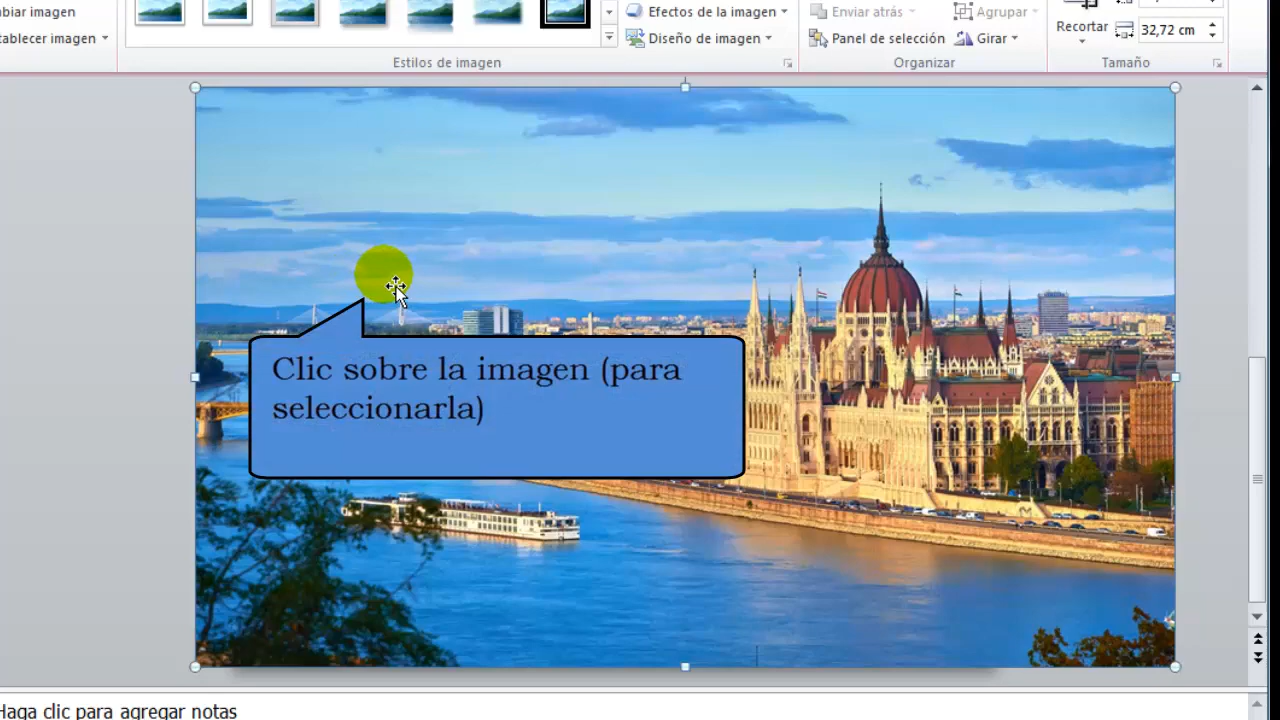 biar imagen
Efectos de la imagen
Enviar atrás
Agrupar
Recortar
tablecer imagen
Diseño de imagen
Panel de selección
Girar
32,72 cm
Estilos de imagen
Organizar
Tamaño
Clic sobre la imagen (para
seleccionarla)
Haga clic para agregar notas